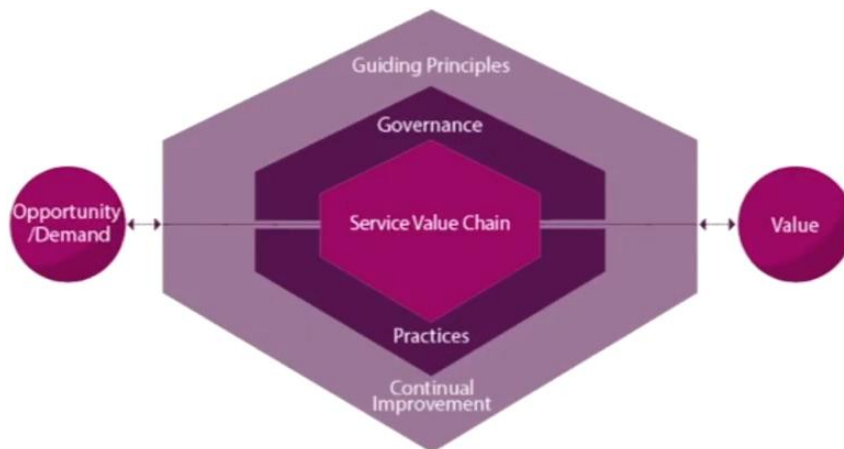 Guiding Principles
Governance
Opportunity
/Demand
Service Value Chain
Value
Practices
Continual
Improvement